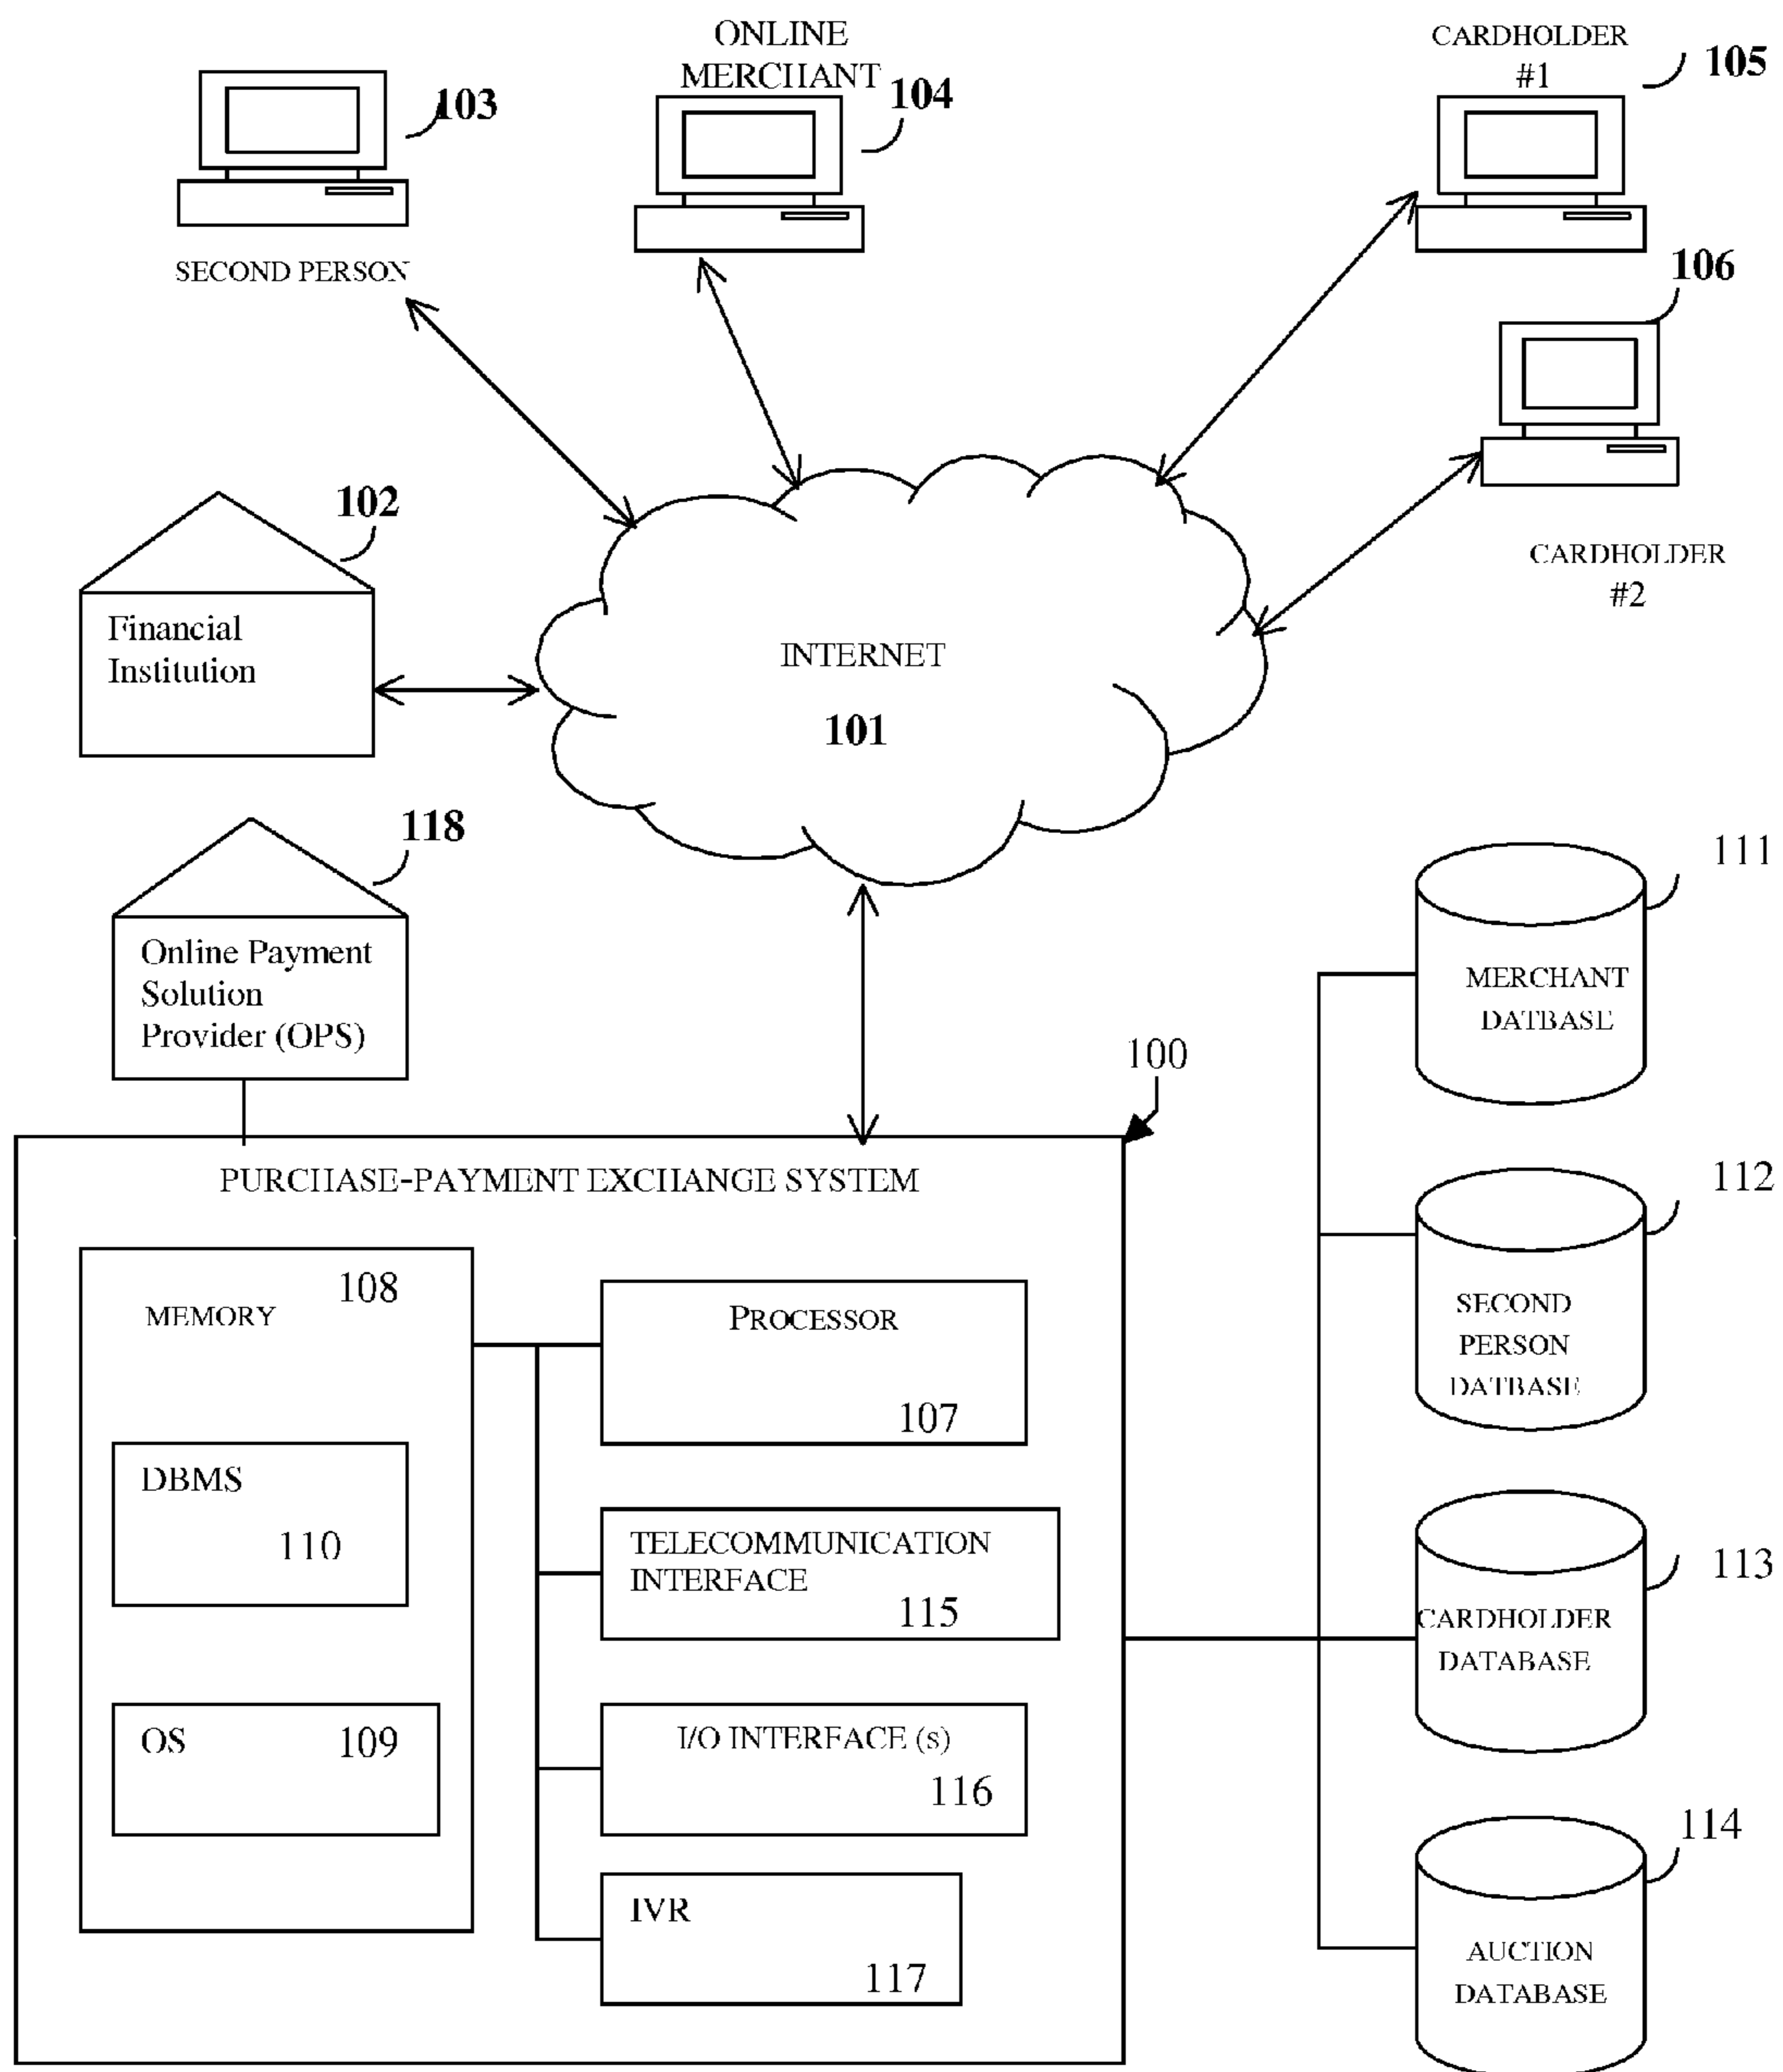 ONLINE
MERCHANT
104
103
SECOND PERSON
CARDHOLDER
#1
105
106
CARDHOLDER
#2
102
Financial
Institution
INTERNET
101
118
Online Payment
Solution
Provider (OPS)
100
PURCHASE-PAYMENT EXCHANGE SYSTEM
108
MEMORY
DBMS
110
OS
109
PROCESSOR
107
TELECOMMUNICATION
INTERFACE
115
I/O INTERFACE (s)
116
IVR
117
111
MERCHANT
DATBASE
112
SECOND
PERSON
DATBASE
113
CARDHOLDER
DATABASE
114
AUCTION
DATABASE